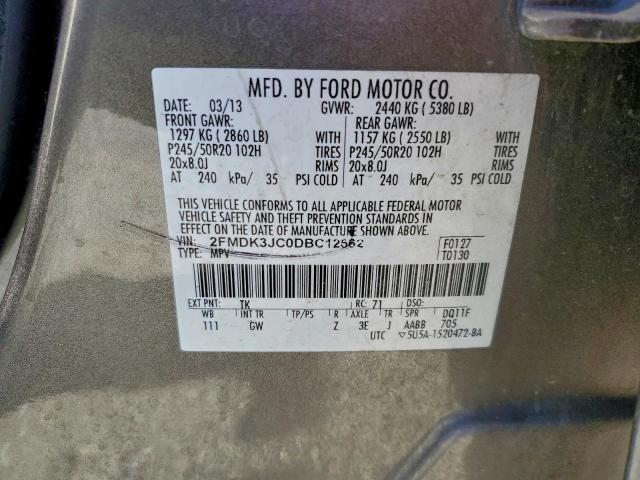 MFD. BY FORD MOTOR CO.
DATE: 03/13 GVWR: 2440 KG ( 5380 LB)
FRONT GAWR: REAR GAWR:
1297 KG ( 2860 LB) WITH 1157 KG ( 2550 LB) WITH
P245/50R20 102H TIRES P245/50R20 102H TIRES
20x8.0J RIMS 20x8.0J RIMS
AT 240 kPa/ 35 PSI COLD AT 240 kPa/ 35 PSI COLD
THIS VEHICLE CONFORMS TO ALL APPLICABLE FEDERAL MOTOR
VEHICLE SAFETY AND THEFT PREVENTION STANDARDS IN
EFFECT ON THE DATE OF MANUFACTURE SHOWN ABOVE.
VIN: 2FMDK3JC0DBC12862 F0127
TYPE: MPV T0130
EXT PNT: TK RC: 71 DSO:
WB INT TR TP/PS R AXLE TR SPR DQ11F
111 GW Z 3E J AABB 705
UTC ▽5U5A-1520472-BA